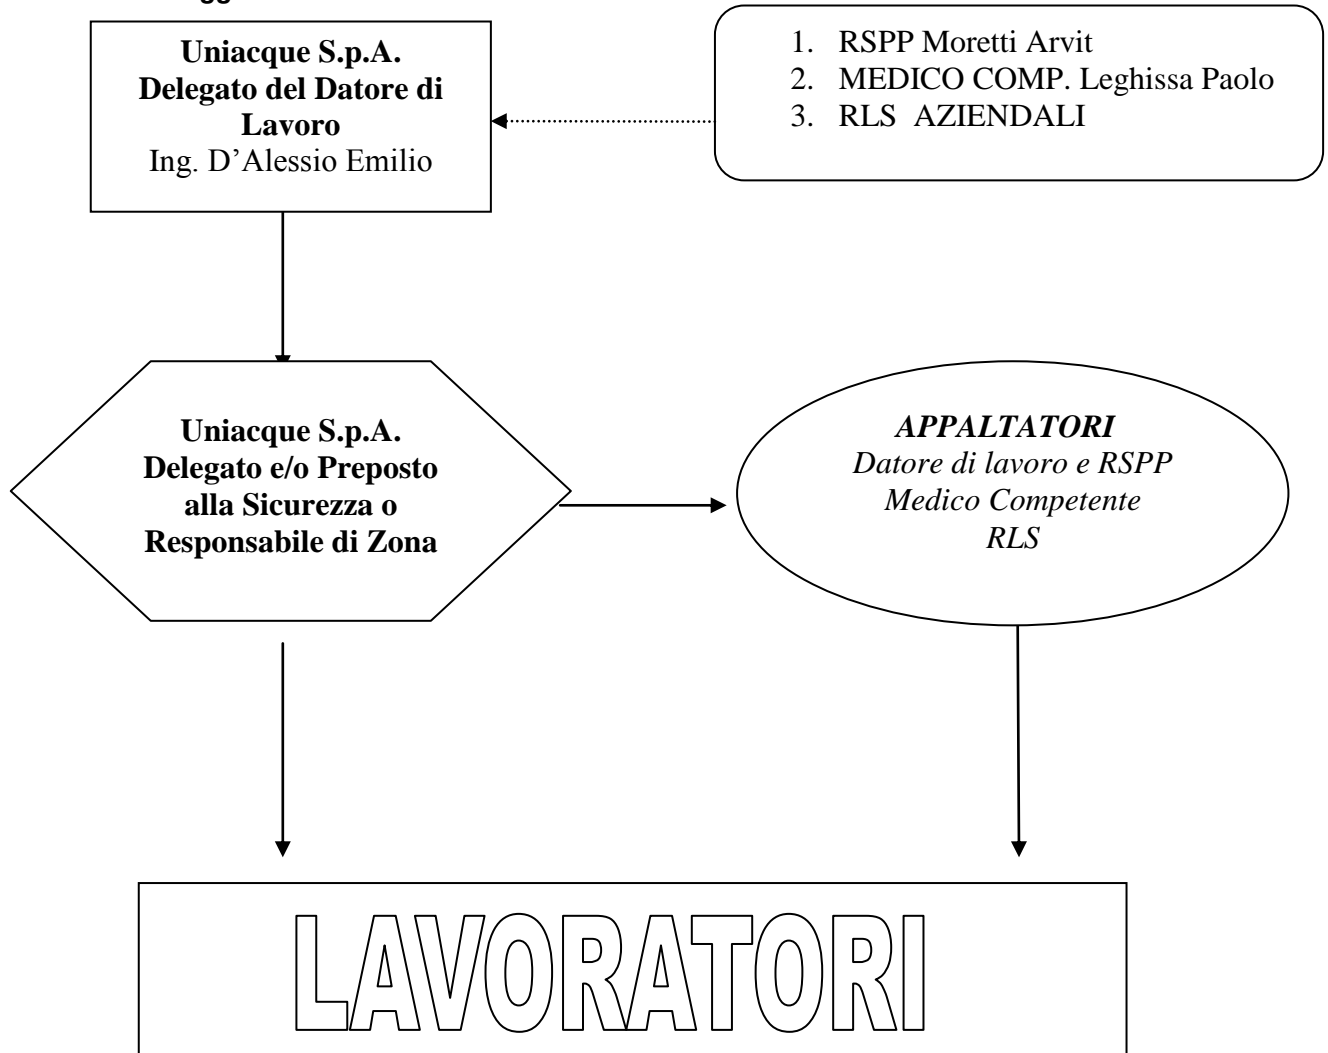 Uniacque S.p.A.
Delegato del Datore di
Lavoro
Ing. D’Alessio Emilio
1. RSPP Moretti Arvit
2. MEDICO COMP. Leghissa Paolo
3. RLS AZIENDALI
Uniacque S.p.A.
Delegato e/o Preposto
alla Sicurezza o
Responsabile di Zona
APPALTATORI
Datore di lavoro e RSPP
Medico Competente
RLS
LAVORATORI